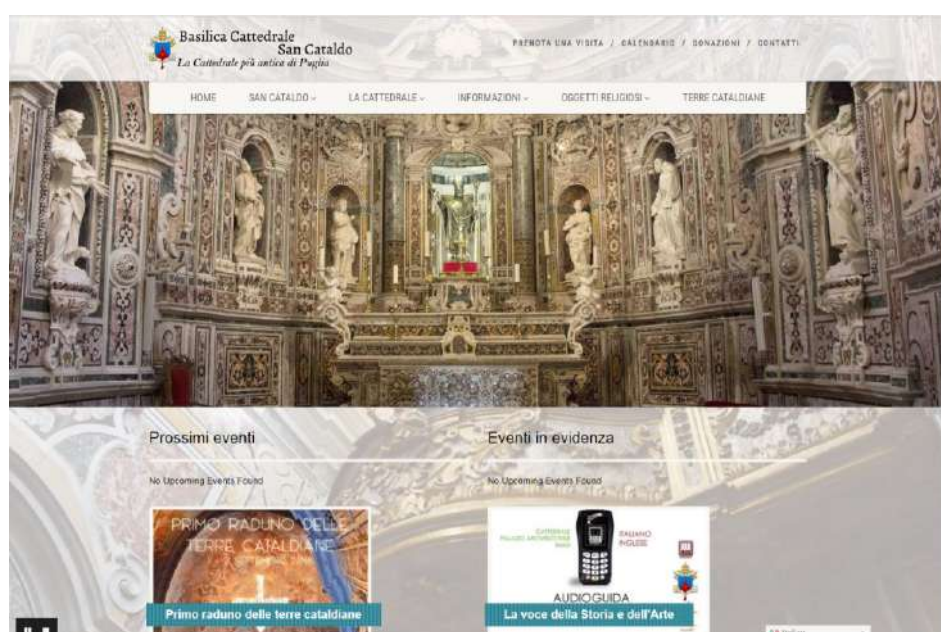 Basilica Cattedrale
San Cataldo
La Cattedrale più antica di Puglia
PRENOTA UNA VISITA / CALENDARIO / DONAZIONI / CONTATTI
HOME SAN CATALDO LA CATTEDRALE INFORMAZIONI OGGETTI RELIGIOSI TERRE CATALDIANE
Prossimi eventi
No Upcoming Events Found
PRIMO RADUNO DELLE
TERRE CATALDIANE
Primo raduno delle terre cataldiane
Eventi in evidenza
No Upcoming Events Found
ITALIANO
INGLESE
AUDIOGUIDA
La voce della Storia e dell'Arte